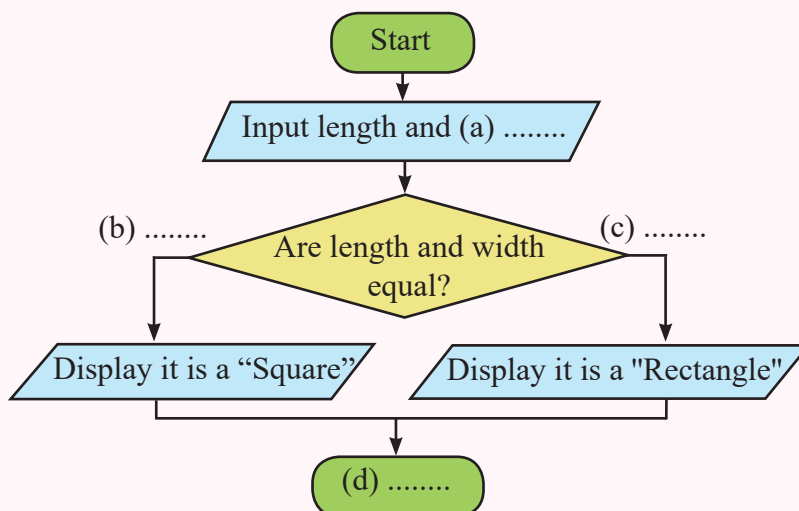 Start
Input length and (a) ........
(b) ........
(c) ........
Are length and width
equal?
Display it is a “Square”
Display it is a "Rectangle"
(d) ........